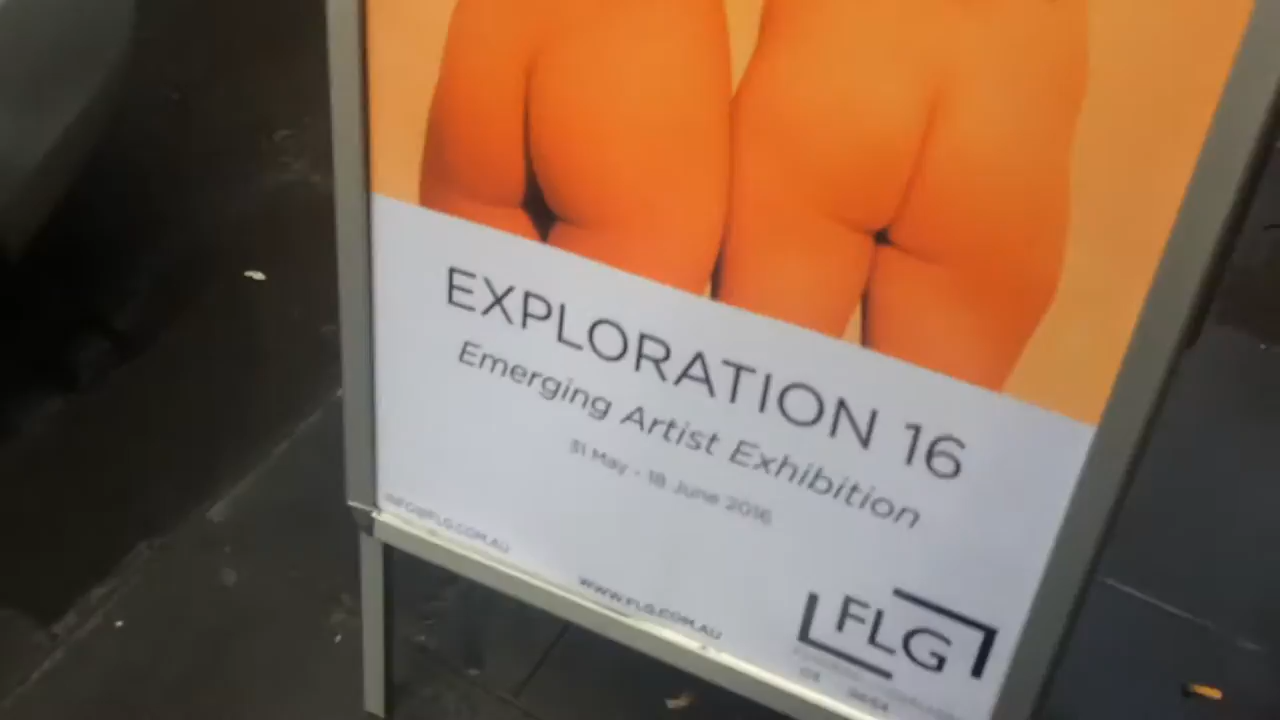 EXPLORATION 16
Emerging Artist Exhibition
31 May - 18 June 2016
INFO@FLG.COM.AU
WWW.FLG.COM.AU
FLG